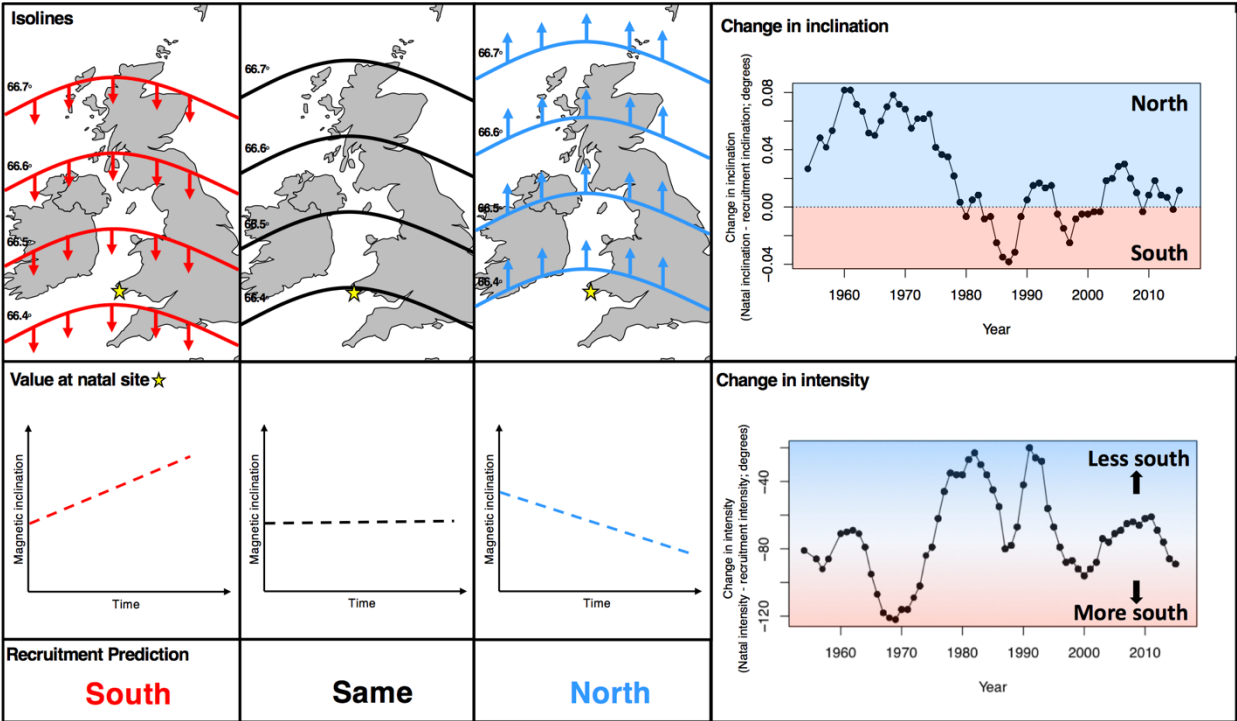 Isolines
66.7°
66.6°
66.5°
66.4°
66.7°
66.6°
66.5°
66.4°
66.7°
66.6°
66.5°
66.4°
Value at natal site
Magnetic inclination
Time
Magnetic inclination
Time
Magnetic inclination
Time
Recruitment Prediction
South
Same
North
Change in inclination
Change in inclination
(Natal inclination - recruitment inclination; degrees)
0.08
0.04
0.00
−0.04
North
South
1960 1970 1980 1990 2000 2010
Year
Change in intensity
Change in intensity
(Natal intensity - recruitment intensity; degrees)
−40
−80
−120
Less south
More south
1960 1970 1980 1990 2000 2010
Year